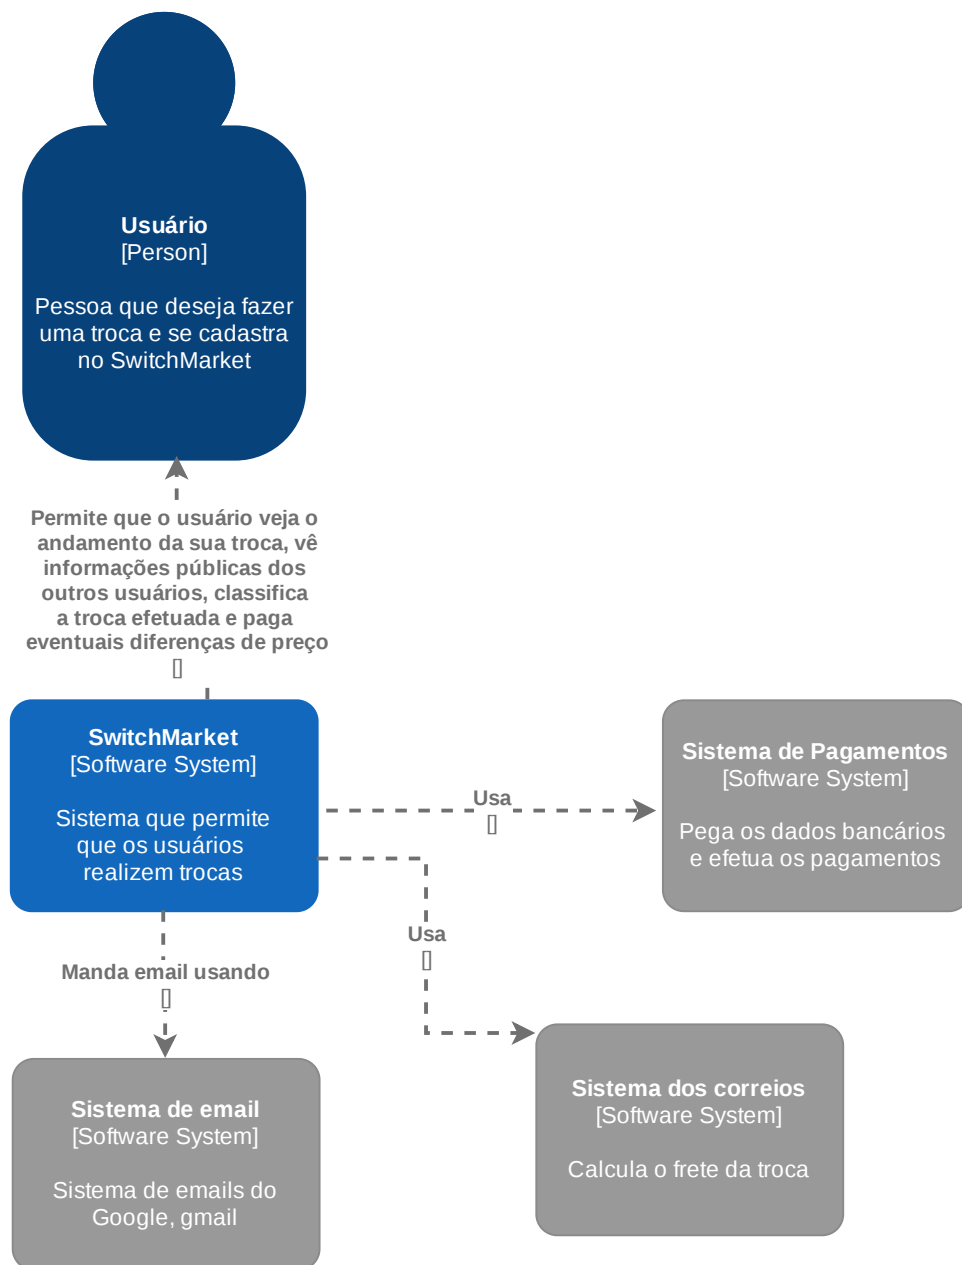 Usuário
[Person]
Pessoa que deseja fazer
uma troca e se cadastra
no SwitchMarket
Permite que o usuário veja o
andamento da sua troca, vê
informações públicas dos
outros usuários, classifica
a troca efetuada e paga
eventuais diferenças de preço
[]
SwitchMarket
[Software System]
Sistema que permite
que os usuários
realizem trocas
Usa
[]
Sistema de Pagamentos
[Software System]
Pega os dados bancários
e efetua os pagamentos
Usa
[]
Manda email usando
[]
Sistema de email
[Software System]
Sistema de emails do
Google, gmail
Sistema dos correios
[Software System]
Calcula o frete da troca